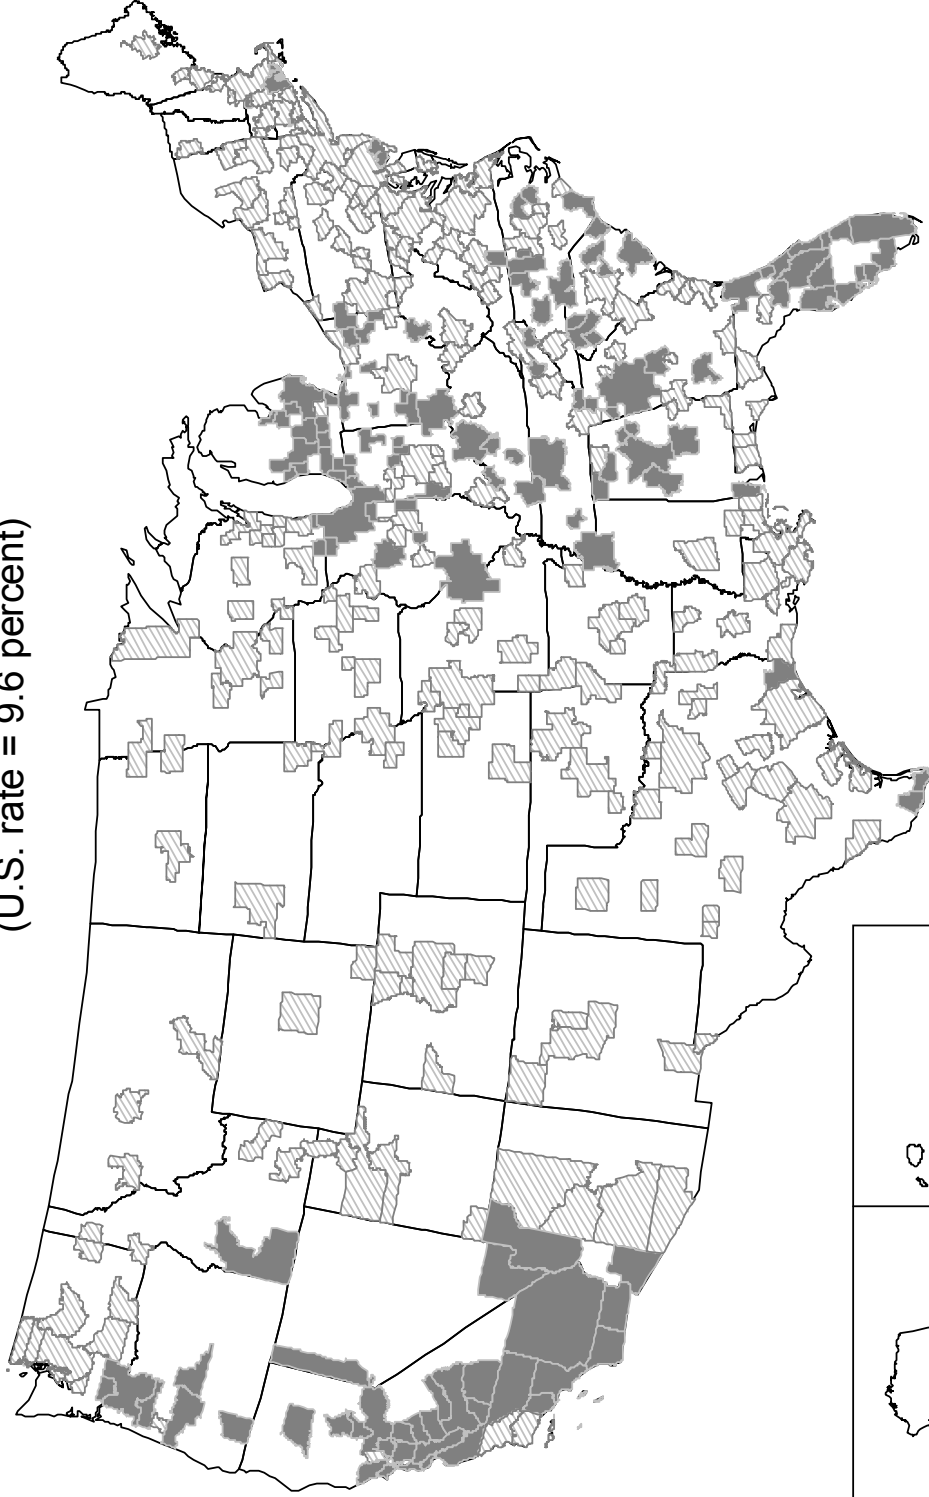 (U.S. rate = 9.6 percent)